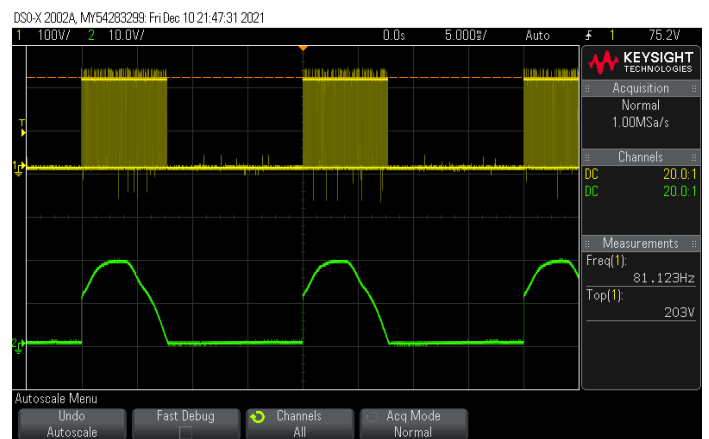 DSO-X 2002A, MY54283299: Fri Dec 10 21:47:31 2021
1 100V/ 2 10.0V/ 0.0s 5.000s/ Auto 1 75.2V
KEYSIGHT
TECHNOLOGIES
Acquisition
Normal
1.00MSa/s
Channels
DC 20.0:1
DC 20.0:1
Measurements
Freq(1):
81.123Hz
Top(1):
203V
T
1
2
Autoscale Menu
Undo
Autoscale
Fast Debug
Channels
All
Acq Mode
Normal